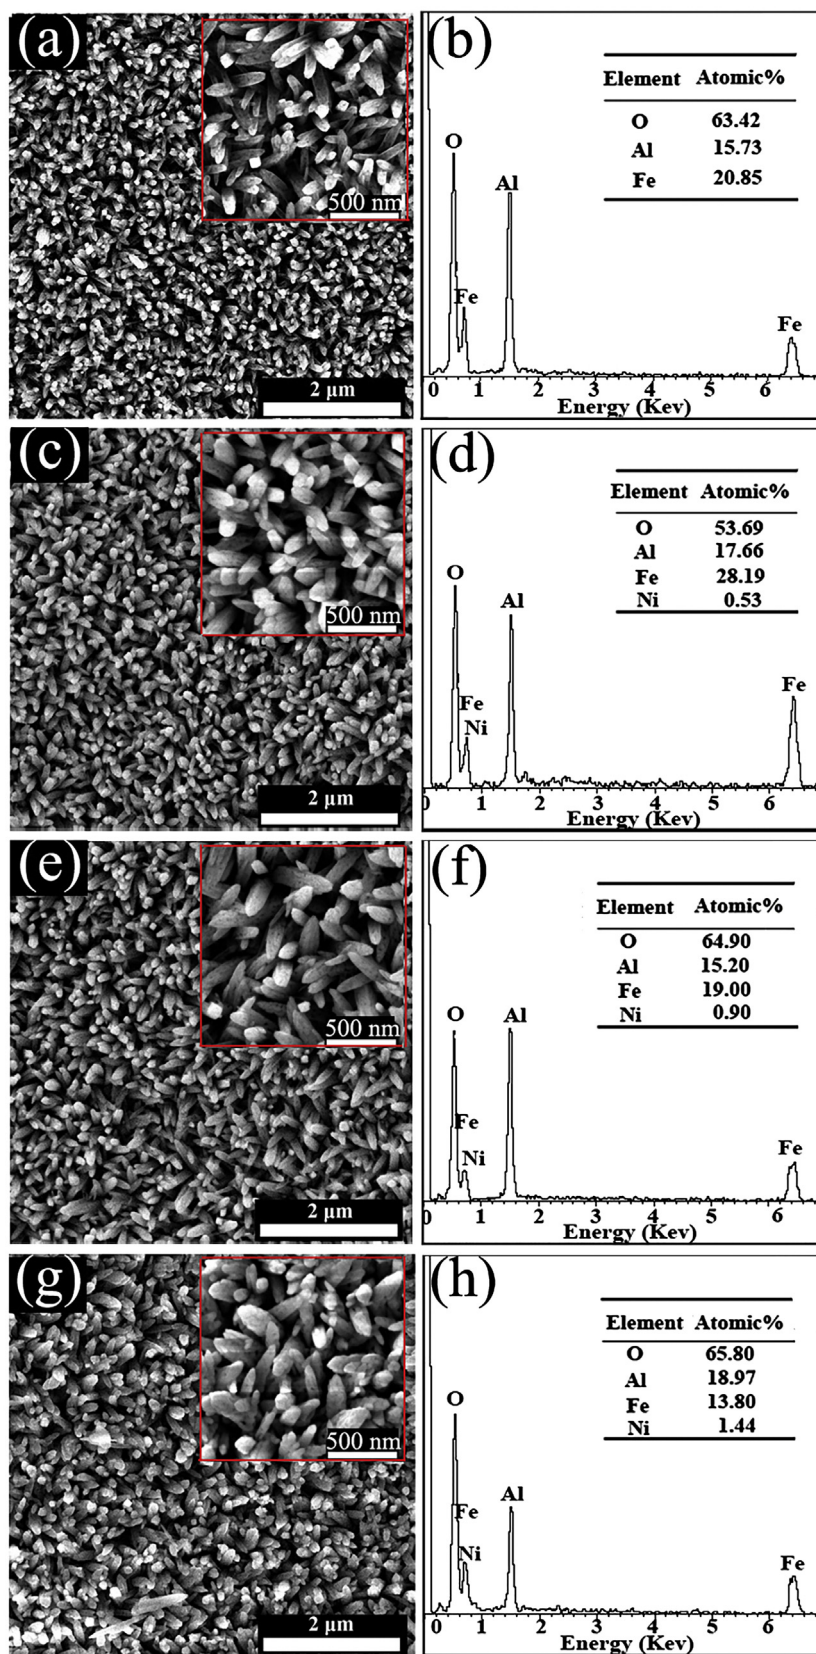 (a)
500 nm
2 μm
(b)
Element Atomic%
O 63.42
Al 15.73
Fe 20.85
O
Al
Fe
Fe
0 1 2 3 4 5 6
Energy (Kev)
(c)
500 nm
2 μm
(d)
Element Atomic%
O 53.69
Al 17.66
Fe 28.19
Ni 0.53
O
Al
Fe
Ni
Fe
0 1 2 3 4 5 6
Energy (Kev)
(e)
500 nm
2 μm
(f)
Element Atomic%
O 64.90
Al 15.20
Fe 19.00
Ni 0.90
O
Al
Fe
Ni
Fe
0 1 2 3 4 5 6
Energy (Kev)
(g)
500 nm
2 μm
(h)
Element Atomic%
O 65.80
Al 18.97
Fe 13.80
Ni 1.44
O
Al
Fe
Ni
Fe
0 1 2 3 4 5 6
Energy (Kev)